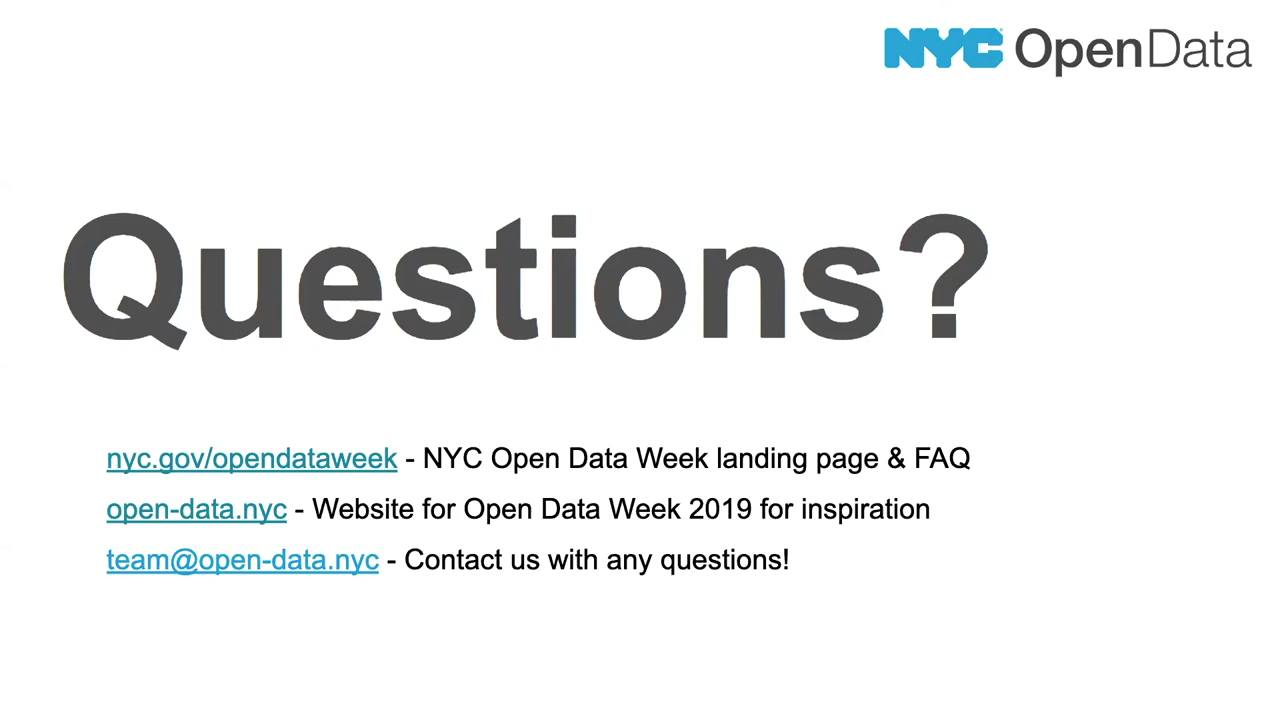 NYC OpenData
Questions?
nyc.gov/opendataweek - NYC Open Data Week landing page & FAQ
open-data.nyc - Website for Open Data Week 2019 for inspiration
team@open-data.nyc - Contact us with any questions!